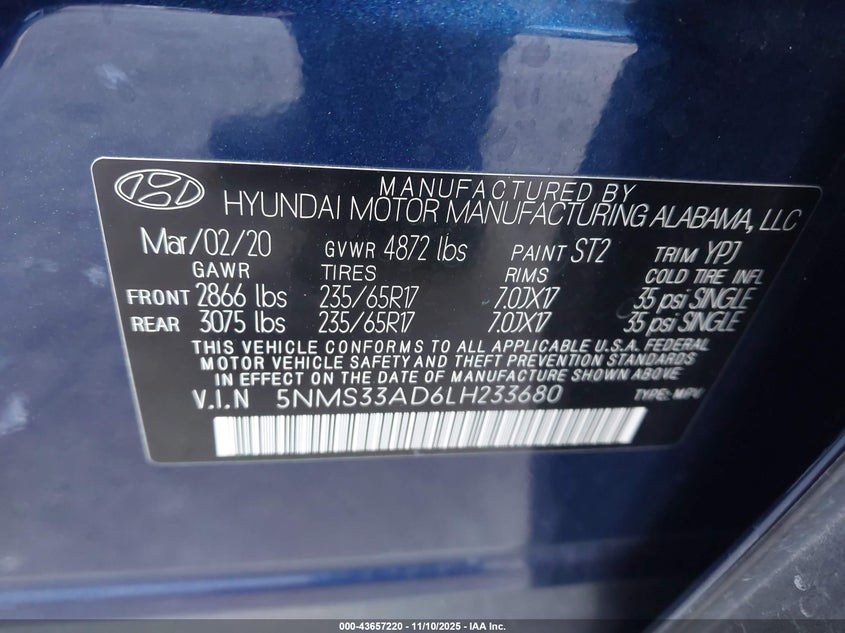 MANUFACTURED BY
HYUNDAI MOTOR MANUFACTURING ALABAMA, LLC
Mar/02/20 GVWR 4872 lbs PAINT ST2 TRIM YPJ
GAWR TIRES RIMS COLD TIRE INFL
FRONT 2866 lbs 235/65R17 7.0JX17 35 psi SINGLE
REAR 3075 lbs 235/65R17 7.0JX17 35 psi SINGLE
THIS VEHICLE CONFORMS TO ALL APPLICABLE U.S.A. FEDERAL
MOTOR VEHICLE SAFETY AND THEFT PREVENTION STANDARDS
IN EFFECT ON THE DATE OF MANUFACTURE SHOWN ABOVE
V.I.N 5NMS33AD6LH233680 TYPE: MPV
000-43657220 - 11/10/2025 - IAA Inc.